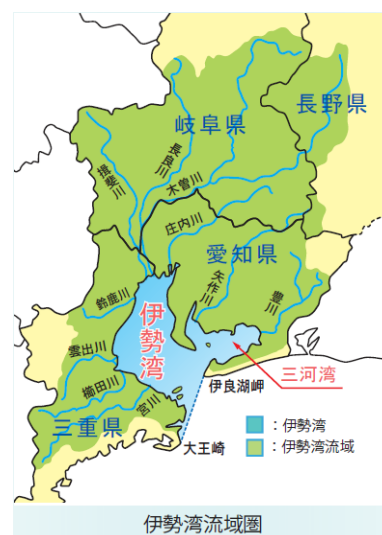 岐阜県
長野県
揖斐川
長良川
木曽川
庄内川
愛知県
矢作川
豊川
鈴鹿川
伊勢湾
雲出川
櫛田川
宮川
三重県
三河湾
伊良湖岬
大王崎
：伊勢湾
：伊勢湾流域
伊勢湾流域圏